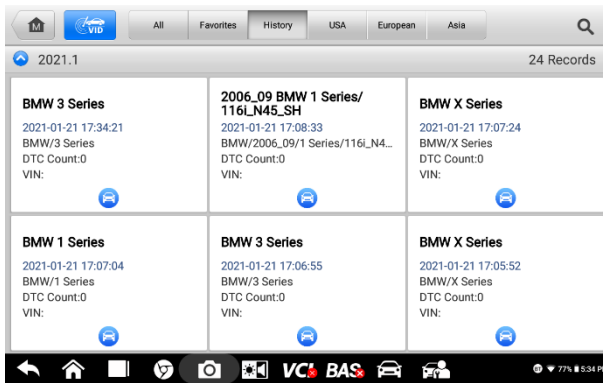 M
VID
All
Favorites
History
USA
European
Asia
2021.1
24 Records
BMW 3 Series
2021-01-21 17:34:21
BMW/3 Series
DTC Count:0
VIN:
2006_09 BMW 1 Series/
116i_N45_SH
2021-01-21 17:08:33
BMW/2006_09/1 Series/116i_N4...
DTC Count:0
VIN:
BMW X Series
2021-01-21 17:07:24
BMW/X Series
DTC Count:0
VIN:
BMW 1 Series
2021-01-21 17:07:04
BMW/1 Series
DTC Count:0
VIN:
BMW 3 Series
2021-01-21 17:06:55
BMW/3 Series
DTC Count:0
VIN:
BMW X Series
2021-01-21 17:05:52
BMW/X Series
DTC Count:0
VIN:
VCI
BAS
77%
5:34 P